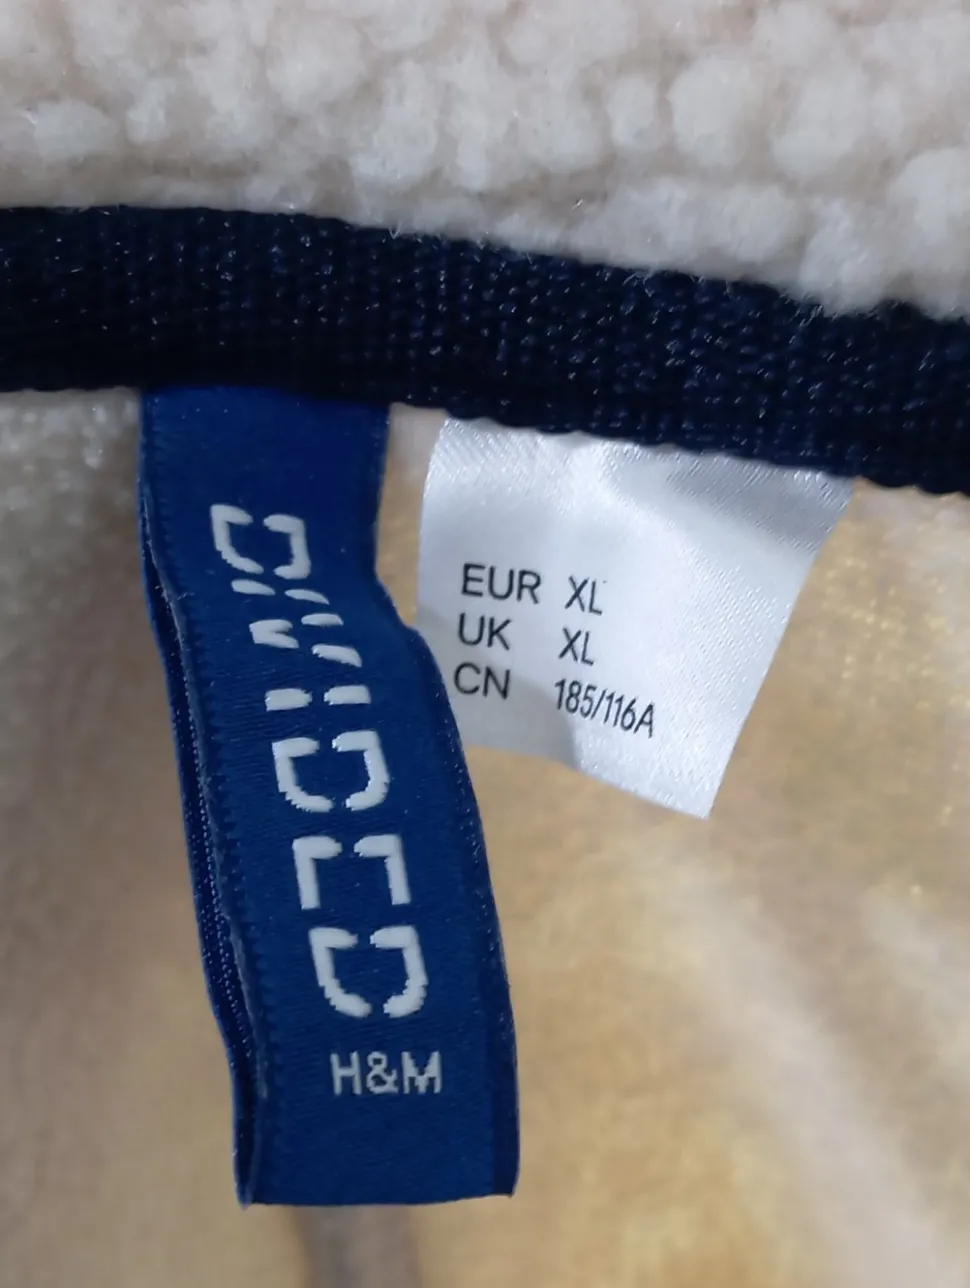 DIVIDED
H&M
EUR XL
UK XL
CN 185/116A